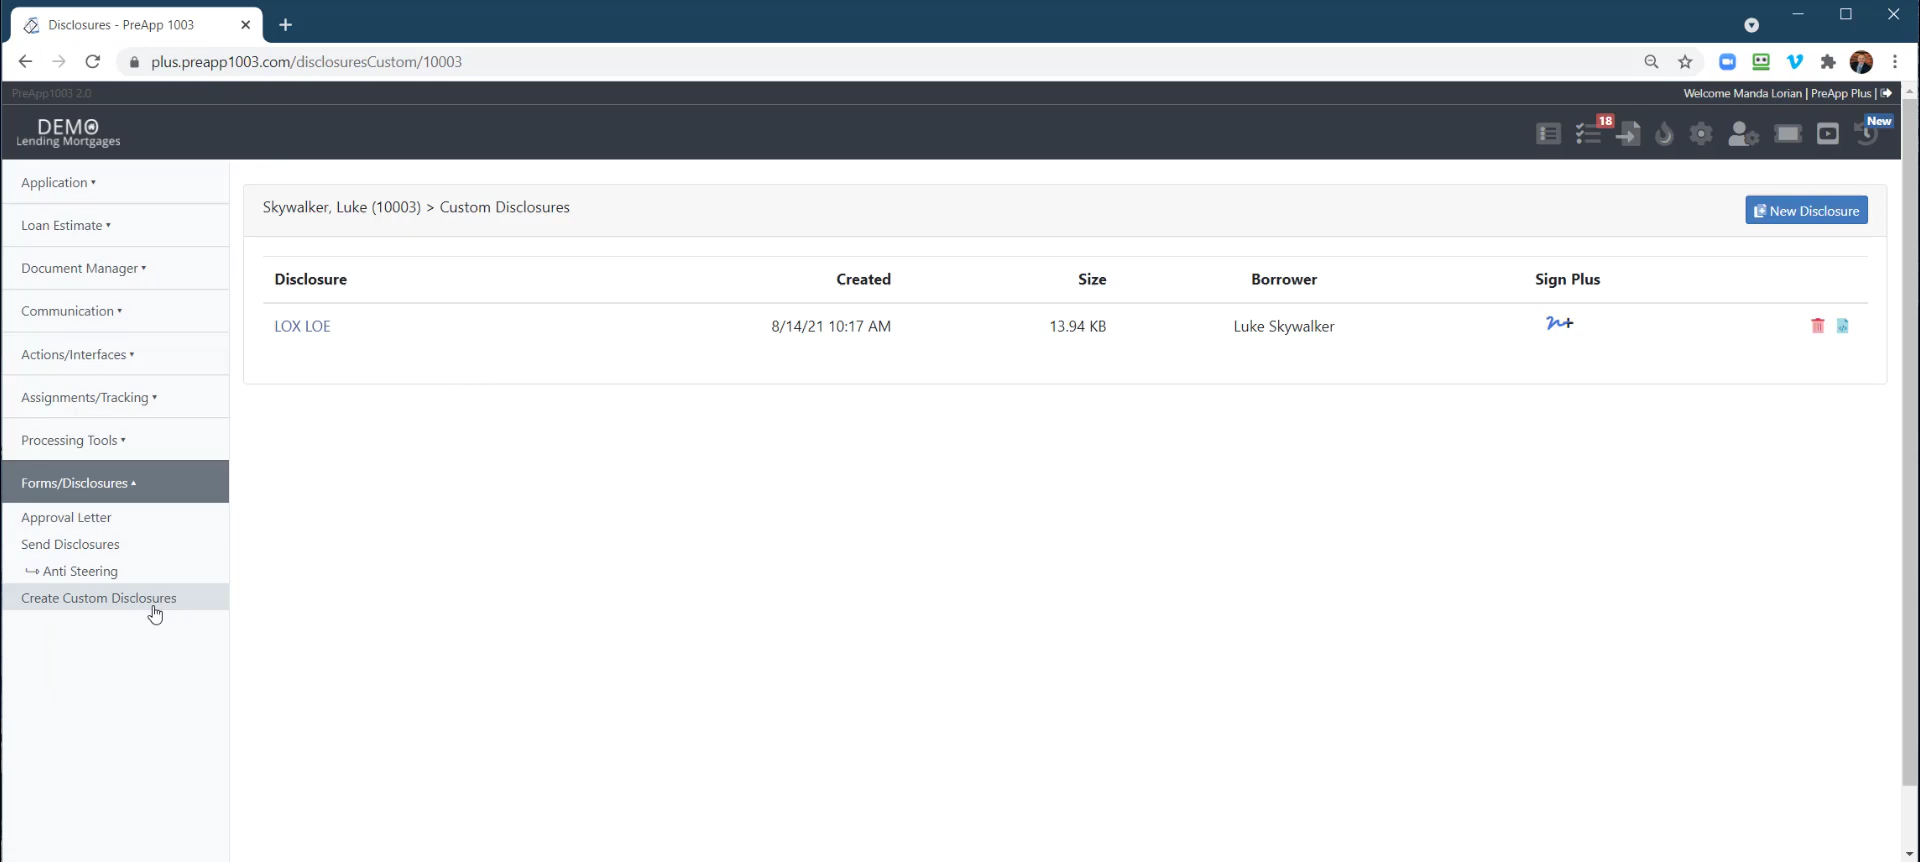 Disclosures - PreApp 1003
plus.preapp1003.com/disclosuresCustom/10003
PreApp1003 2.0
Welcome Manda Lorian | PreApp Plus |
DEMO
Lending Mortgages
18
New
Application
Loan Estimate
Document Manager
Communication
Actions/Interfaces
Assignments/Tracking
Processing Tools
Forms/Disclosures
Approval Letter
Send Disclosures
Anti Steering
Create Custom Disclosures
Skywalker, Luke (10003) > Custom Disclosures
New Disclosure
Disclosure Created Size Borrower Sign Plus
LOX LOE 8/14/21 10:17 AM 13.94 KB Luke Skywalker